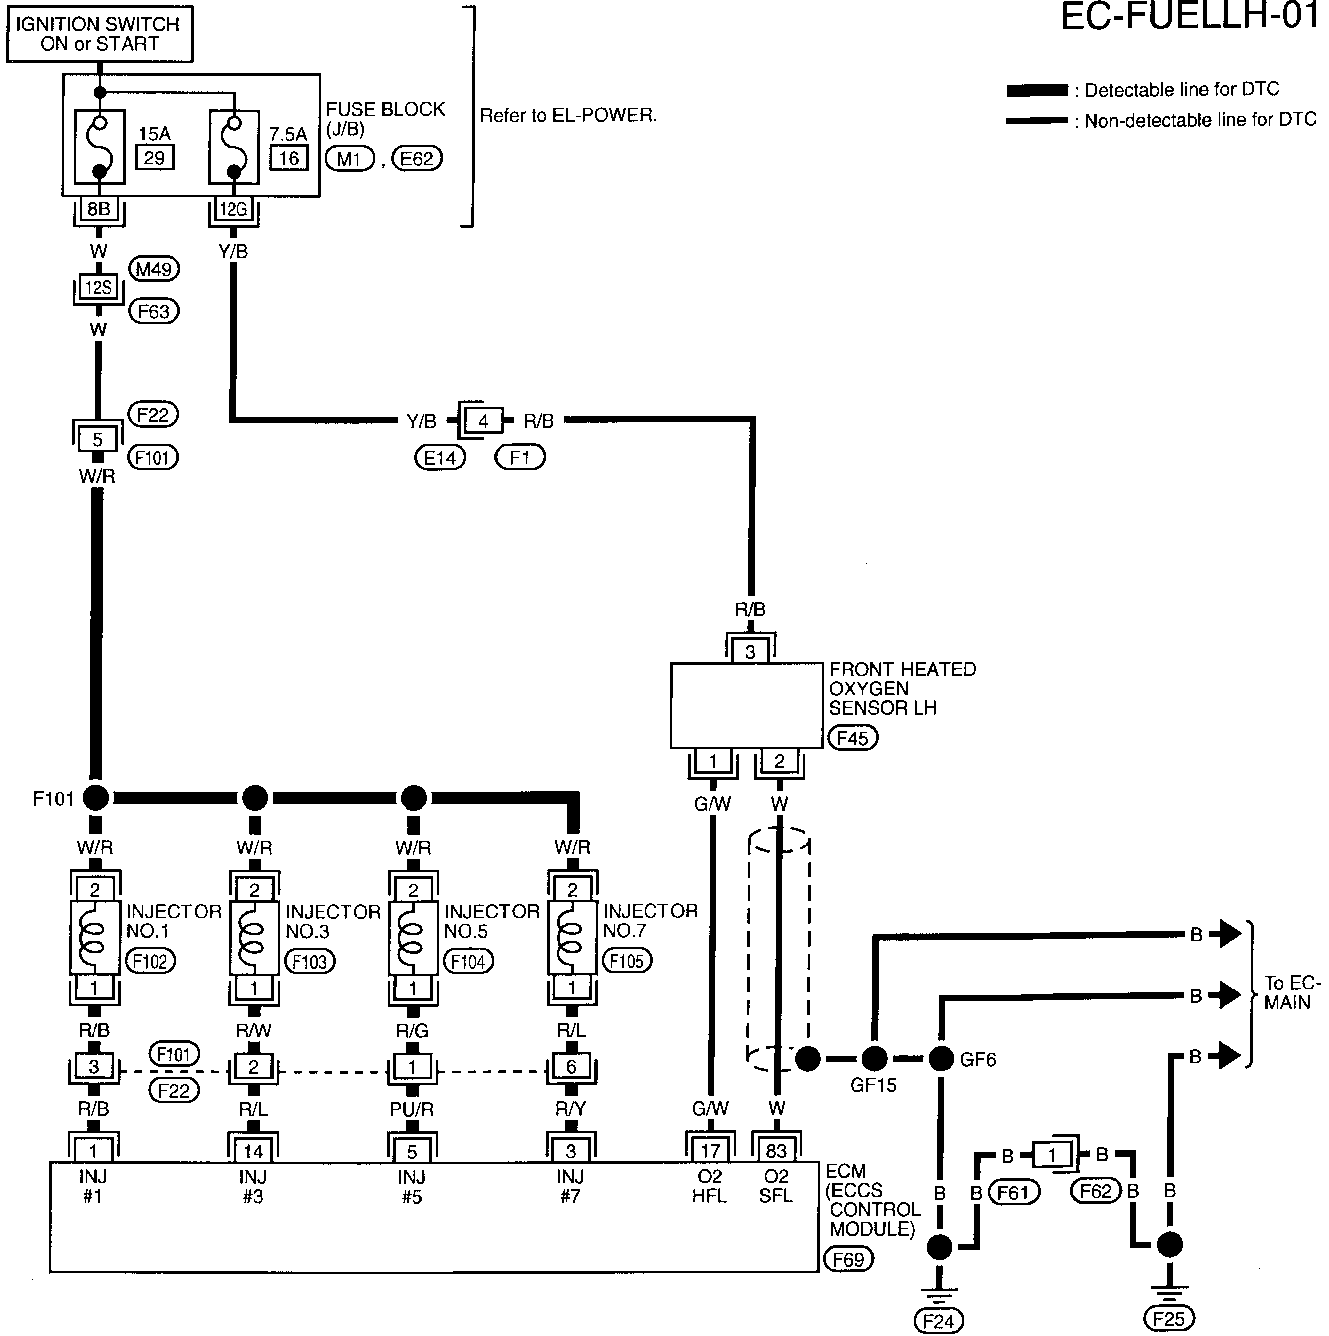 EC-FUELLH-01
IGNITION SWITCH
ON or START
: Detectable line for DTC
: Non-detectable line for DTC
FUSE BLOCK
(J/B)
M1 , E62
Refer to EL-POWER.
15A
29
7.5A
16
8B
12G
W
Y/B
M49
12S
F63
W
F22
5
F101
W/R
Y/B
4
R/B
E14
F1
R/B
3
FRONT HEATED
OXYGEN
SENSOR LH
F45
1
2
G/W
W
F101
W/R
W/R
W/R
W/R
2
2
2
2
INJECTOR
NO.1
F102
INJECTOR
NO.3
F103
INJECTOR
NO.5
F104
INJECTOR
NO.7
F105
1
1
1
1
R/B
R/W
R/G
R/L
3
F101
F22
2
1
6
R/B
R/L
PU/R
R/Y
G/W
W
1
14
5
3
17
83
INJ
#1
INJ
#3
INJ
#5
INJ
#7
O2
HFL
O2
SFL
ECM
(ECCS
CONTROL
MODULE)
F69
B
B
B
To EC-
MAIN
GF15
GF6
B
1
B
B
B
F61
F62
B
B
F24
F25